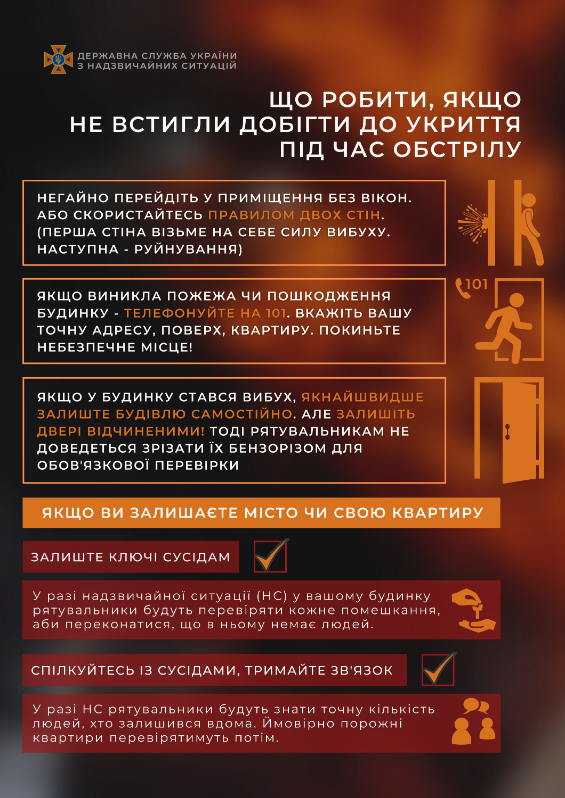 ДЕРЖАВНА СЛУЖБА УКРАЇНИ
З НАДЗВИЧАЙНИХ СИТУАЦІЙ
ЩО РОБИТИ, ЯКЩО
НЕ ВСТИГЛИ ДОБІГТИ ДО УКРИТТЯ
ПІД ЧАС ОБСТРІЛУ
НЕГАЙНО ПЕРЕЙДІТЬ У ПРИМІЩЕННЯ БЕЗ ВІКОН.
АБО СКОРИСТАЙТЕСЬ ПРАВИЛОМ ДВОХ СТІН.
(ПЕРША СТІНА ВІЗЬМЕ НА СЕБЕ СИЛУ ВИБУХУ.
НАСТУПНА - РУЙНУВАННЯ)
ЯКЩО ВИНИКЛА ПОЖЕЖА ЧИ ПОШКОДЖЕННЯ
БУДИНКУ - ТЕЛЕФОНУЙТЕ НА 101. ВКАЖІТЬ ВАШУ
ТОЧНУ АДРЕСУ, ПОВЕРХ, КВАРТИРУ. ПОКИНЬТЕ
НЕБЕЗПЕЧНЕ МІСЦЕ!
101
ЯКЩО У БУДИНКУ СТАВСЯ ВИБУХ, ЯКНАЙШВИДШЕ
ЗАЛИШТЕ БУДІВЛЮ САМОСТІЙНО. АЛЕ ЗАЛИШІТЬ
ДВЕРІ ВІДЧИНЕНИМИ! ТОДІ РЯТУВАЛЬНИКАМ НЕ
ДОВЕДЕТЬСЯ ЗРІЗАТИ ЇХ БЕНЗОРІЗОМ ДЛЯ
ОБОВ'ЯЗКОВОЇ ПЕРЕВІРКИ
ЯКЩО ВИ ЗАЛИШАЄТЕ МІСТО ЧИ СВОЮ КВАРТИРУ
ЗАЛИШТЕ КЛЮЧІ СУСІДАМ
У разі надзвичайної ситуації (НС) у вашому будинку
рятувальники будуть перевіряти кожне помешкання,
аби переконатися, що в ньому немає людей.
СПІЛКУЙТЕСЬ ІЗ СУСІДАМИ, ТРИМАЙТЕ ЗВ'ЯЗОК
У разі НС рятувальники будуть знати точну кількість
людей, хто залишився вдома. Ймовірно порожні
квартири перевірятимуть потім.